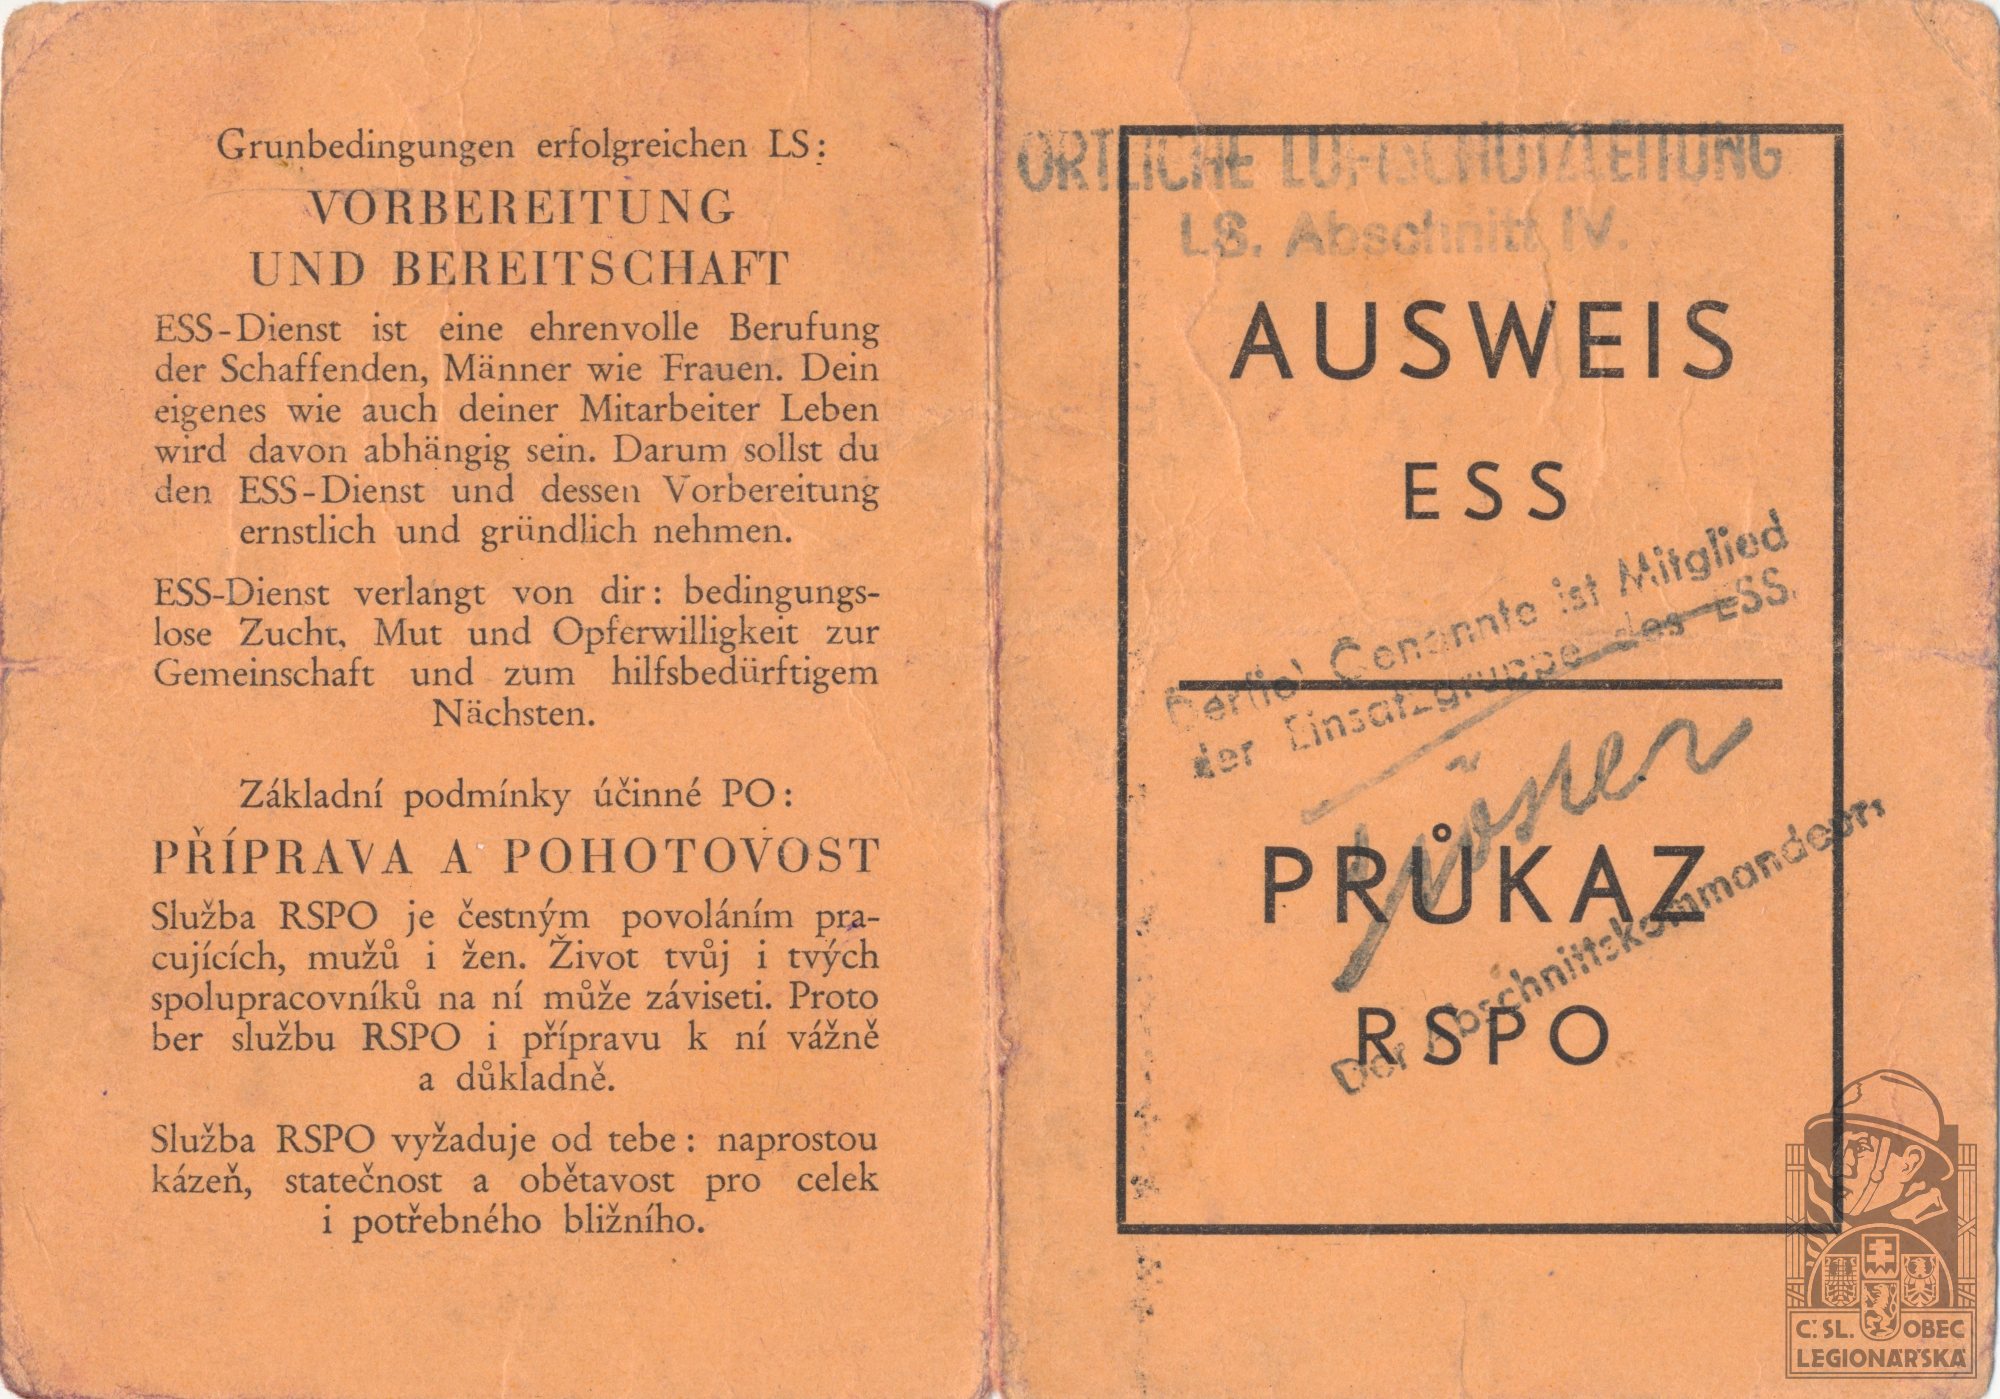 Grunbedingungen erfolgreichen LS:
VORBEREITUNG
UND BEREITSCHAFT
ESS-Dienst ist eine ehrenvolle Berufung
der Schaffenden, Männer wie Frauen. Dein
eigenes wie auch deiner Mitarbeiter Leben
wird davon abhängig sein. Darum sollst du
den ESS-Dienst und dessen Vorbereitung
ernstlich und gründlich nehmen.
ESS-Dienst verlangt von dir: bedingungs-
lose Zucht, Mut und Opferwilligkeit zur
Gemeinschaft und zum hilfsbedürftigem
Nächsten.
Základní podmínky účinné PO:
PŘÍPRAVA A POHOTOVOST
Služba RSPO je čestným povoláním pra-
cujících, mužů i žen. Život tvůj i tvých
spolupracovníků na ní může záviseti. Proto
ber službu RSPO i přípravu k ní vážně
a důkladně.
Služba RSPO vyžaduje od tebe: naprostou
kázeň, statečnost a obětavost pro celek
i potřebného bližního.
ÖRTLICHE LUFTSCHUTZLEITUNG
LS. Abschnitt IV.
AUSWEIS
ESS
Der(ie) Genannte ist Mitglied
der Einsatzgruppe des ESS.
PRŮKAZ
RSPO
Der Abschnittskommandeur:
Č. SL. OBEC
LEGIONÁŘSKÁ